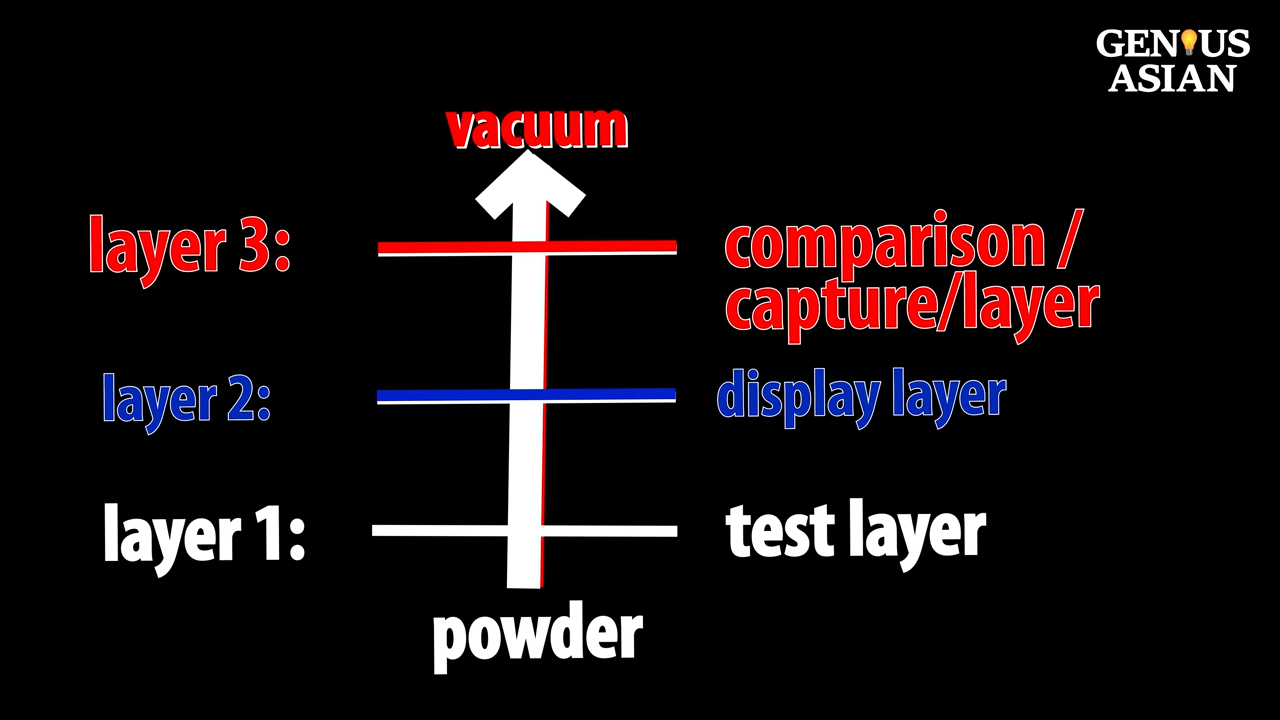 GENIUS
ASIAN
vacuum
layer 3:
comparison /
capture/layer
layer 2:
display layer
layer 1:
test layer
powder